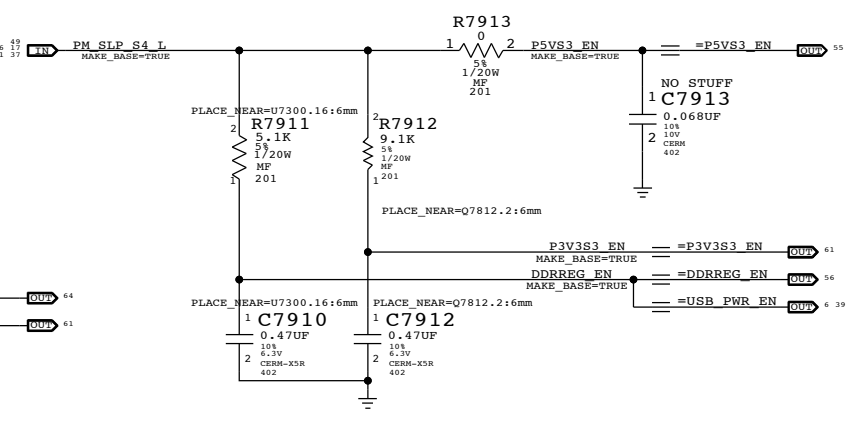 R7913
0
1
2
5%
1/20W
MF
201
49
6 17
1 37
IN
PM_SLP_S4_L
MAKE_BASE=TRUE
P5VS3_EN
MAKE_BASE=TRUE
=P5VS3_EN
OUT
55
NO STUFF
1
C7913
0.068UF
10%
10V
CERM
402
2
PLACE_NEAR=U7300.16:6mm
2
R7911
5.1K
5%
1/20W
MF
201
1
2
R7912
9.1K
5%
1/20W
MF
201
1
PLACE_NEAR=Q7812.2:6mm
P3V3S3_EN
MAKE_BASE=TRUE
=P3V3S3_EN
OUT
61
DDRREG_EN
MAKE_BASE=TRUE
=DDRREG_EN
OUT
56
=USB_PWR_EN
OUT
6 39
OUT
64
OUT
61
PLACE_NEAR=U7300.16:6mm
1
C7910
0.47UF
10%
6.3V
CERM-X5R
402
2
PLACE_NEAR=Q7812.2:6mm
1
C7912
0.47UF
10%
6.3V
CERM-X5R
402
2